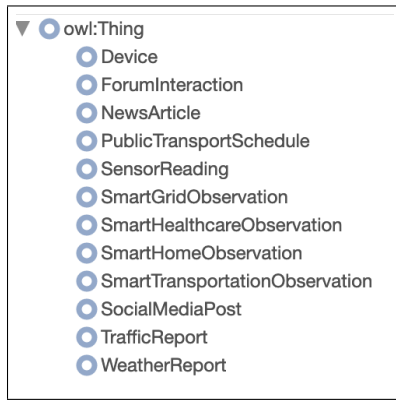 owl:Thing
Device
ForumInteraction
NewsArticle
PublicTransportSchedule
SensorReading
SmartGridObservation
SmartHealthcareObservation
SmartHomeObservation
SmartTransportationObservation
SocialMediaPost
TrafficReport
WeatherReport